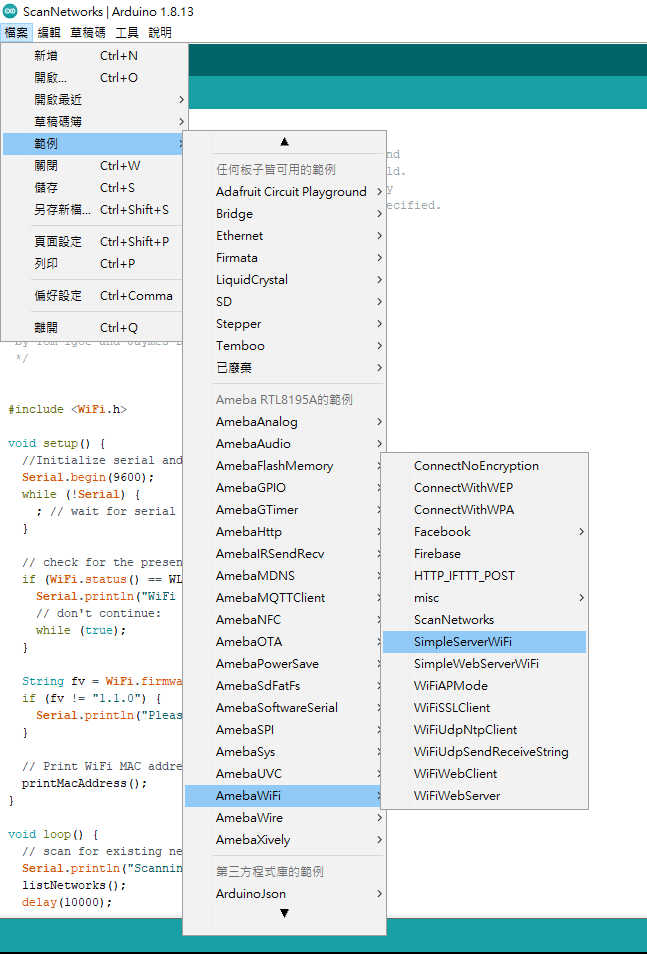 ScanNetworks | Arduino 1.8.13
檔案 編輯 草稿碼 工具 說明
新增 Ctrl+N
開啟... Ctrl+O
開啟最近
草稿碼簿
範例
關閉 Ctrl+W
儲存 Ctrl+S
另存新檔... Ctrl+Shift+S
頁面設定 Ctrl+Shift+P
列印 Ctrl+P
偏好設定 Ctrl+Comma
離開 Ctrl+Q
任何板子皆可用的範例
Adafruit Circuit Playground
Bridge
Ethernet
Firmata
LiquidCrystal
SD
Stepper
Temboo
已廢棄
Ameba RTL8195A的範例
AmebaAnalog
AmebaAudio
AmebaFlashMemory
AmebaGPIO
AmebaGTimer
AmebaHttp
AmebaIRSendRecv
AmebaMDNS
AmebaMQTTClient
AmebaNFC
AmebaOTA
AmebaPowerSave
AmebaSdFatFs
AmebaSoftwareSerial
AmebaSPI
AmebaSys
AmebaUVC
AmebaWiFi
AmebaWire
AmebaXively
第三方程式庫的範例
ArduinoJson
ConnectNoEncryption
ConnectWithWEP
ConnectWithWPA
Facebook
Firebase
HTTP_IFTTT_POST
misc
ScanNetworks
SimpleServerWiFi
SimpleWebServerWiFi
WiFiAPMode
WiFiSSLClient
WiFiUdpNtpClient
WiFiUdpSendReceiveString
WiFiWebClient
WiFiWebServer
nd
ld.
y
ecified.
*/
#include <WiFi.h>
void setup() {
//Initialize serial and
Serial.begin(9600);
while (!Serial) {
; // wait for serial
}
// check for the presen
if (WiFi.status() == WL
Serial.println("WiFi
// don't continue:
while (true);
}
String fv = WiFi.firmwa
if (fv != "1.1.0") {
Serial.println("Pleas
}
// Print WiFi MAC addre
printMacAddress();
}
void loop() {
// scan for existing ne
Serial.println("Scannin
listNetworks();
delay(10000);